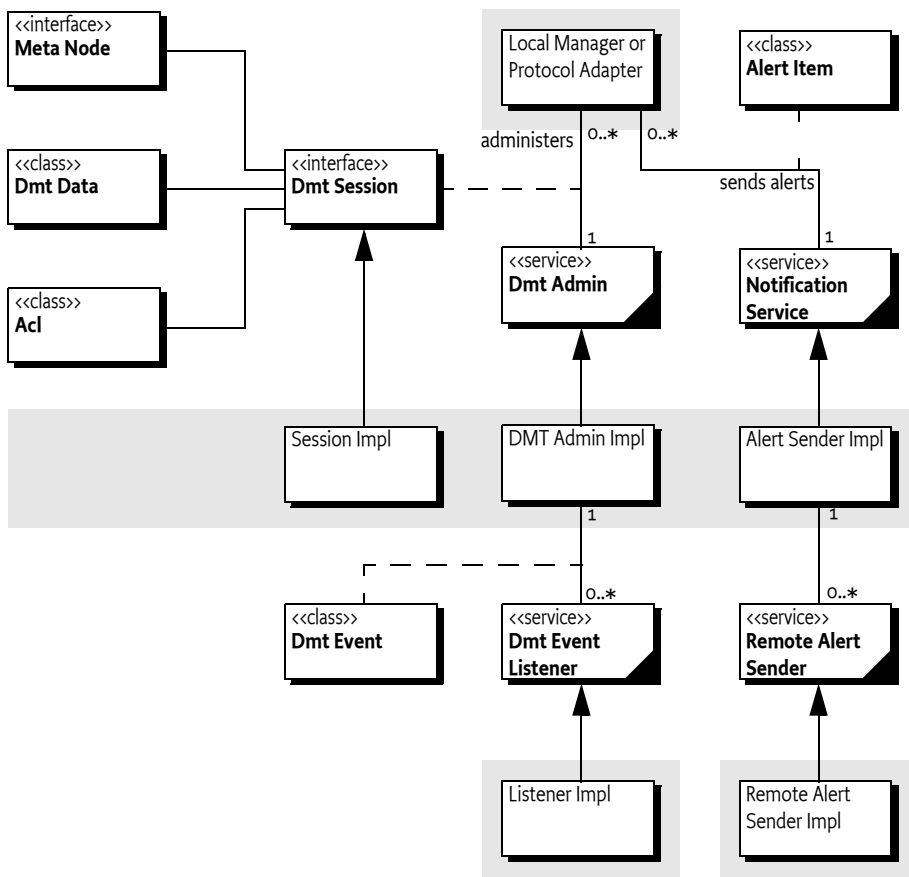 <<interface>>
Meta Node
Local Manager or
Protocol Adapter
<<class>>
Alert Item
administers
0..*
0..*
<<class>>
Dmt Data
<<interface>>
Dmt Session
sends alerts
1
1
<<service>>
Dmt Admin
<<service>>
Notification
Service
<<class>>
Acl
Session Impl
DMT Admin Impl
Alert Sender Impl
1
1
0..*
0..*
<<class>>
Dmt Event
<<service>>
Dmt Event
Listener
<<service>>
Remote Alert
Sender
Listener Impl
Remote Alert
Sender Impl